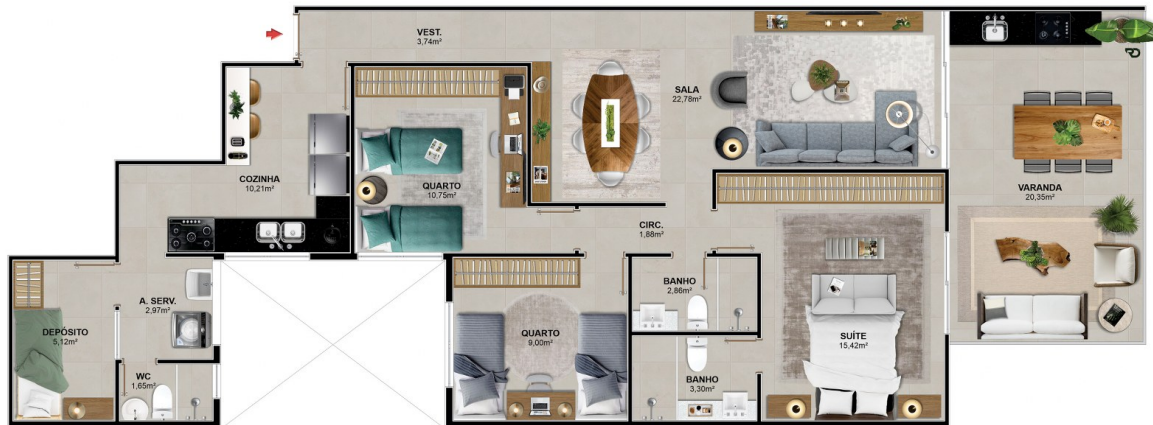 VEST.
3,74m²
SALA
22,78m²
COZINHA
10,21m²
QUARTO
10,75m²
VARANDA
20,35m²
CIRC.
1,88m²
BANHO
2,86m²
A. SERV.
2,97m²
DEPÓSITO
5,12m²
QUARTO
9,00m²
SUÍTE
15,42m²
WC
1,65m²
BANHO
3,30m²